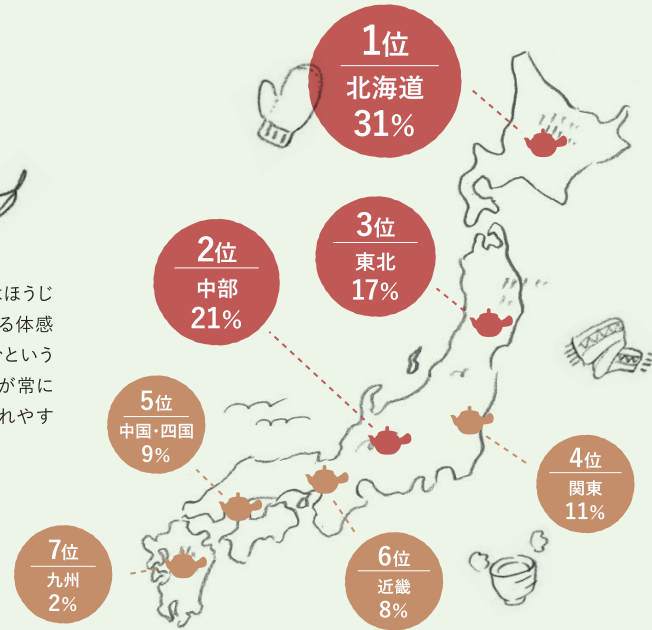 1位
北海道
31%
2位
中部
21%
3位
東北
17%
4位
関東
11%
5位
中国・四国
9%
6位
近畿
8%
7位
九州
2%
はほうじ
る体感
という
が常に
れやす